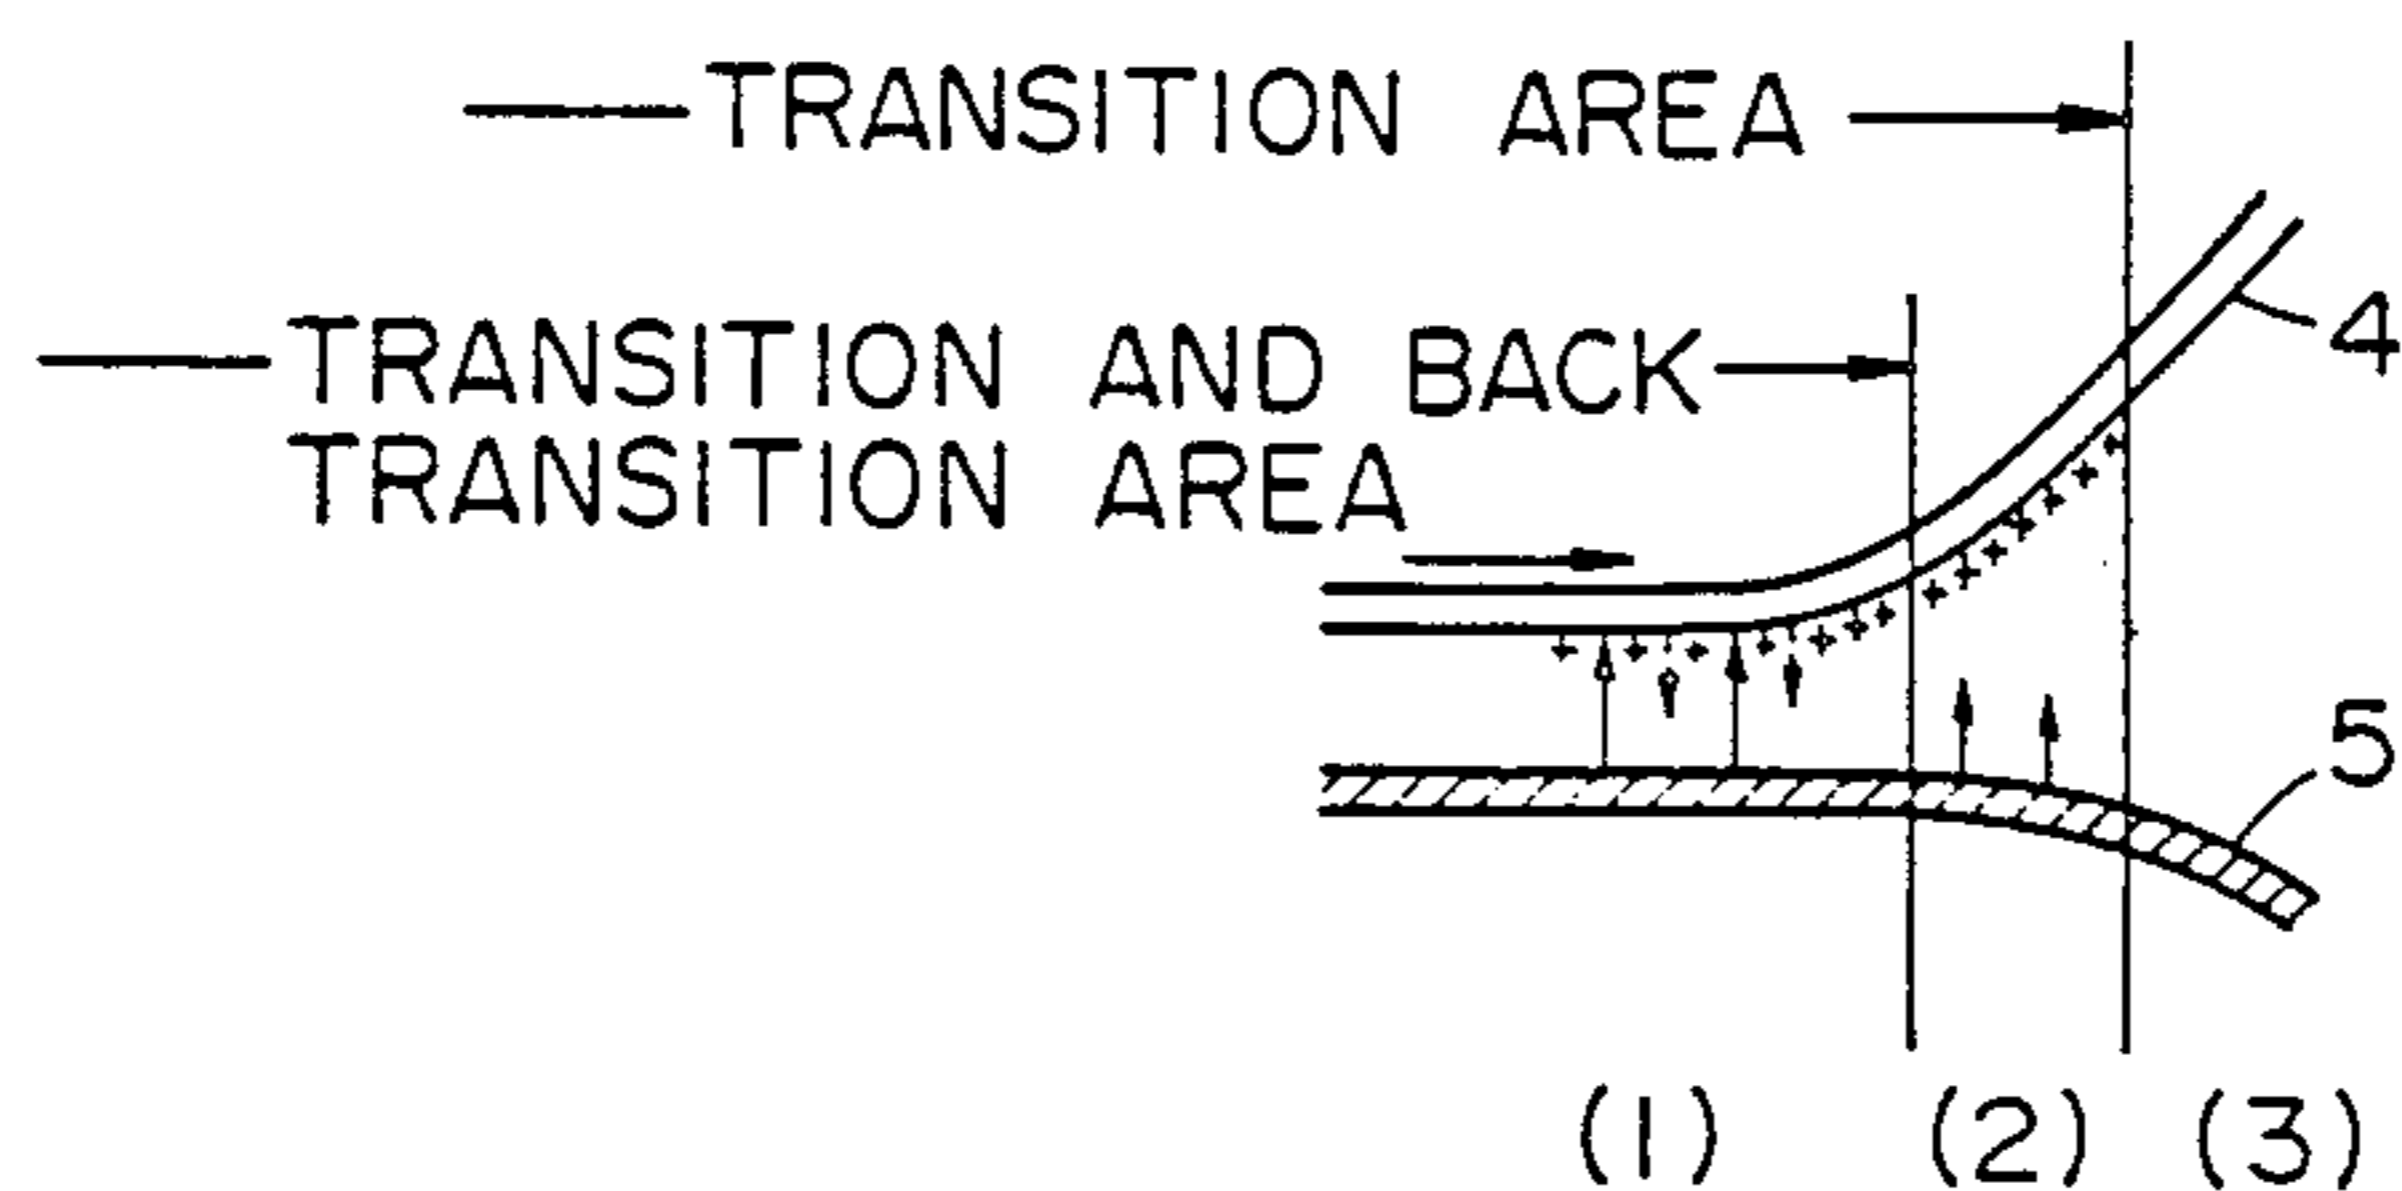 TRANSITION AREA
TRANSITION AND BACK
TRANSITION AREA
4
5
(1) (2) (3)